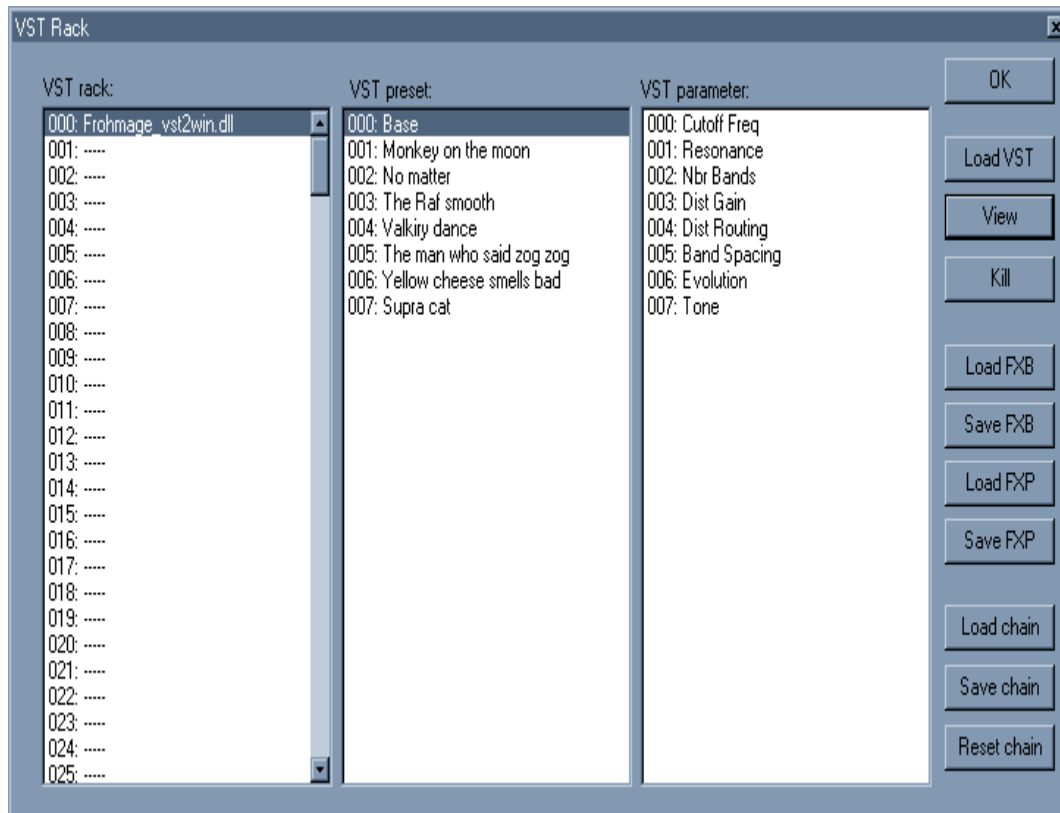 VST Rack
VST rack:
000: Frohmage_vst2win.dll
001: -----
002: -----
003: -----
004: -----
005: -----
006: -----
007: -----
008: -----
009: -----
010: -----
011: -----
012: -----
013: -----
014: -----
015: -----
016: -----
017: -----
018: -----
019: -----
020: -----
021: -----
022: -----
023: -----
024: -----
025: -----
VST preset:
000: Base
001: Monkey on the moon
002: No matter
003: The Raf smooth
004: Valkiry dance
005: The man who said zog zog
006: Yellow cheese smells bad
007: Supra cat
VST parameter:
000: Cutoff Freq
001: Resonance
002: Nbr Bands
003: Dist Gain
004: Dist Routing
005: Band Spacing
006: Evolution
007: Tone
OK
Load VST
View
Kill
Load FXB
Save FXB
Load FXP
Save FXP
Load chain
Save chain
Reset chain